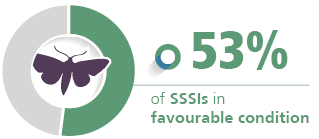 53%
of SSSIs in
favourable condition